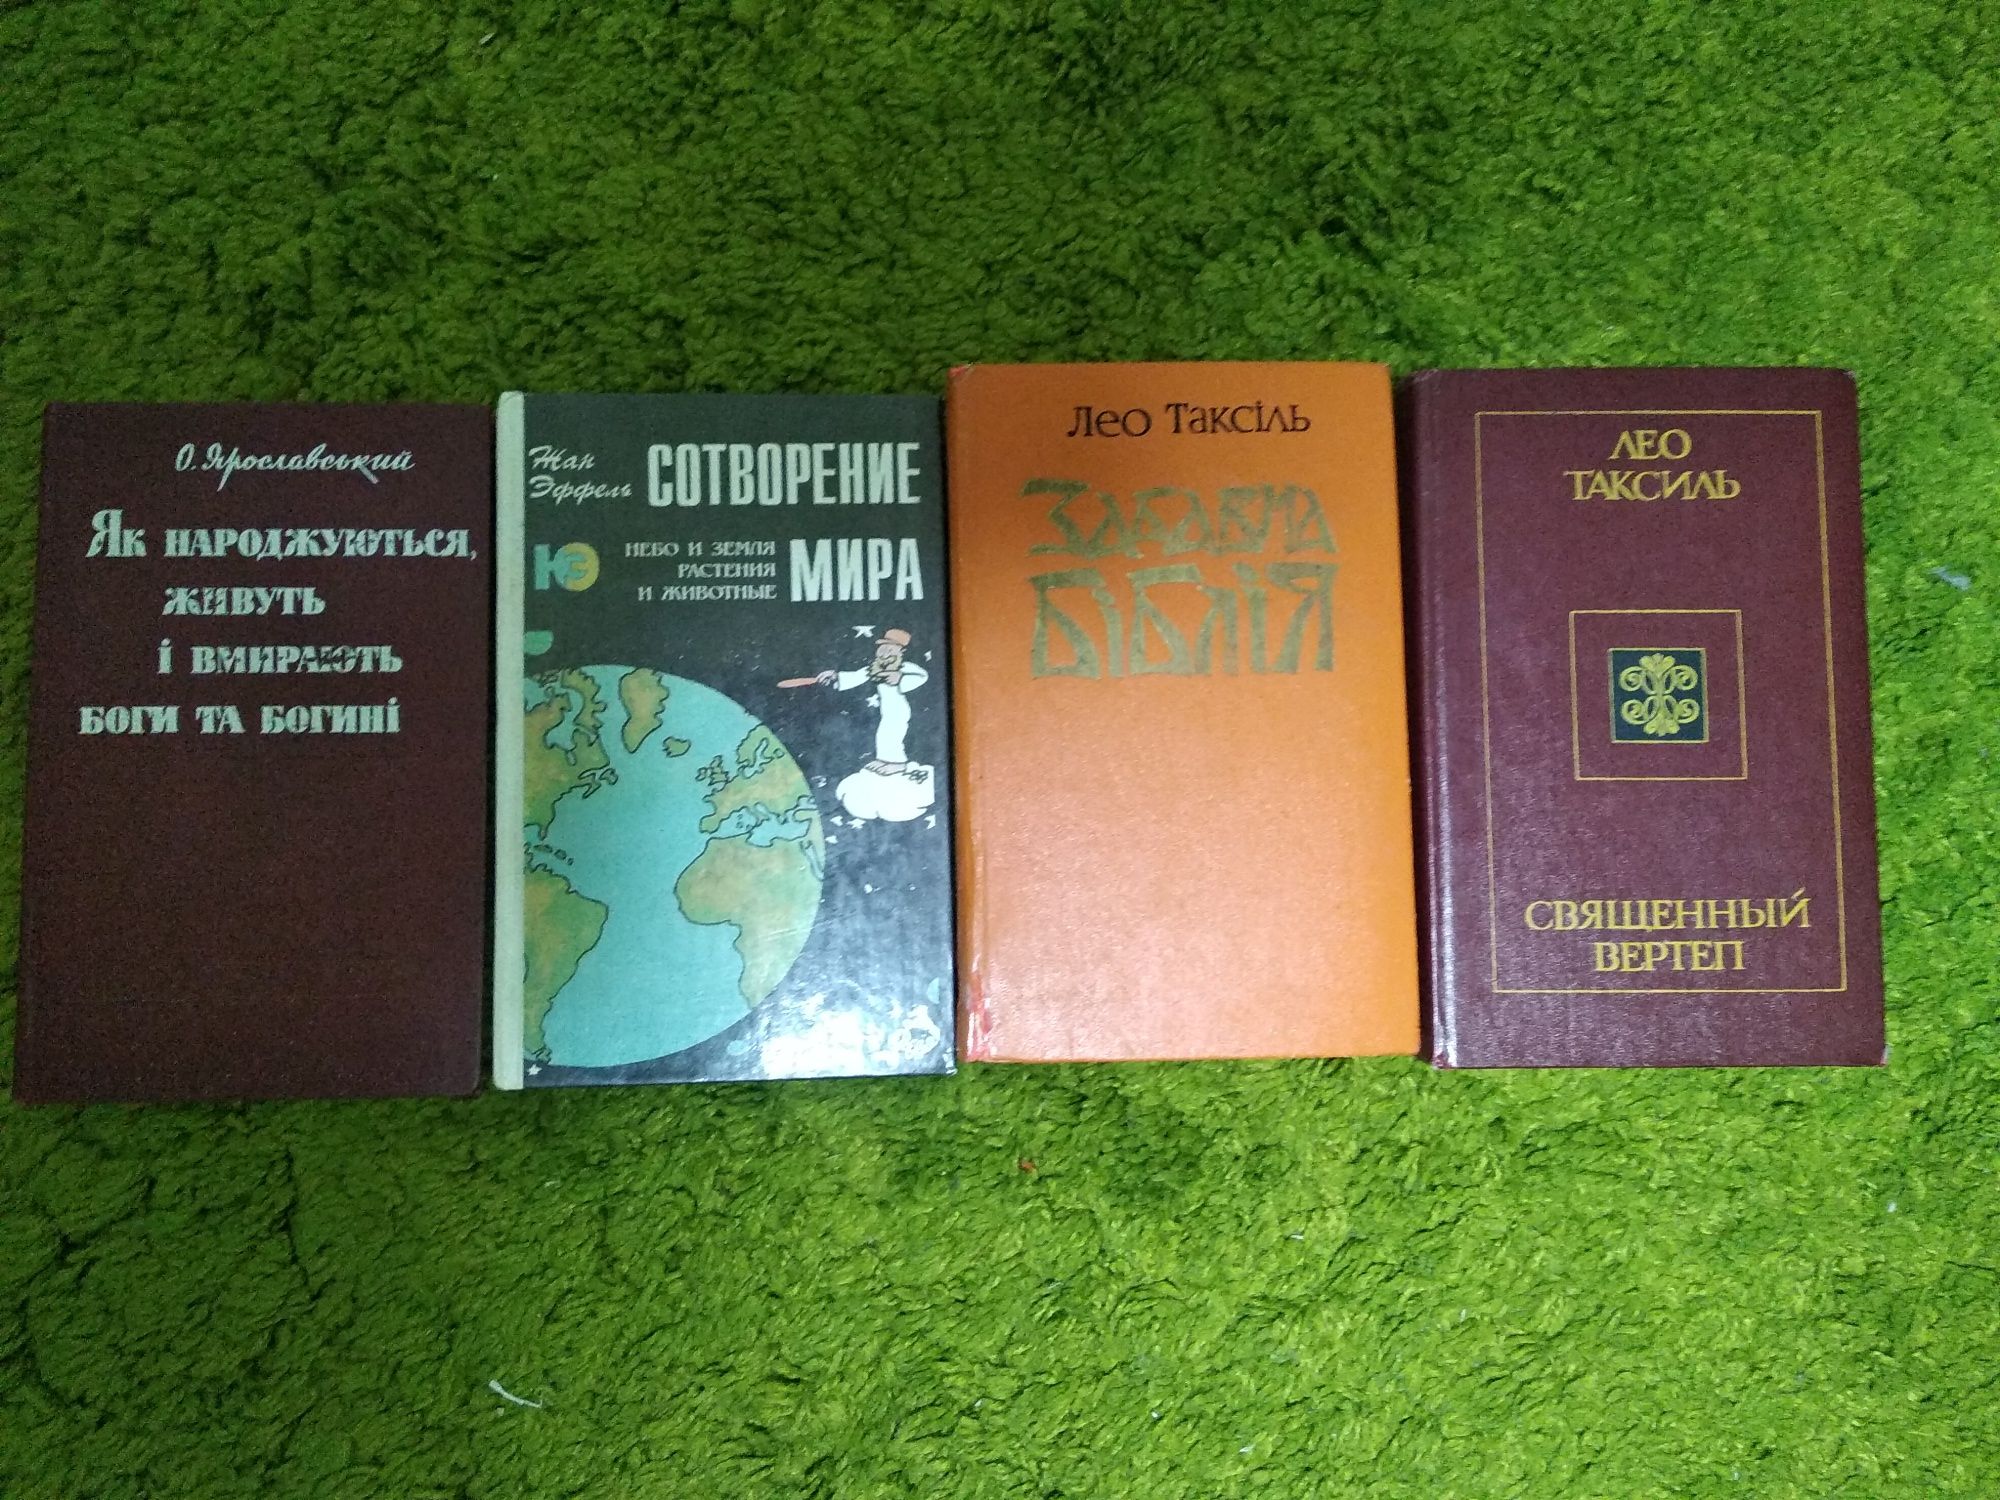 О. Ярославський
Як народжуються,
живуть
і вмирають
боги та богині
Жан
Эффель
СОТВОРЕНИЕ
МИРА
НЕБО И ЗЕМЛЯ
РАСТЕНИЯ
И ЖИВОТНЫЕ
ЮЭ
Лео Таксіль
ЗАБАВНА
БІБЛІЯ
ЛЕО
ТАКСИЛЬ
СВЯЩЕННЫЙ
ВЕРТЕП